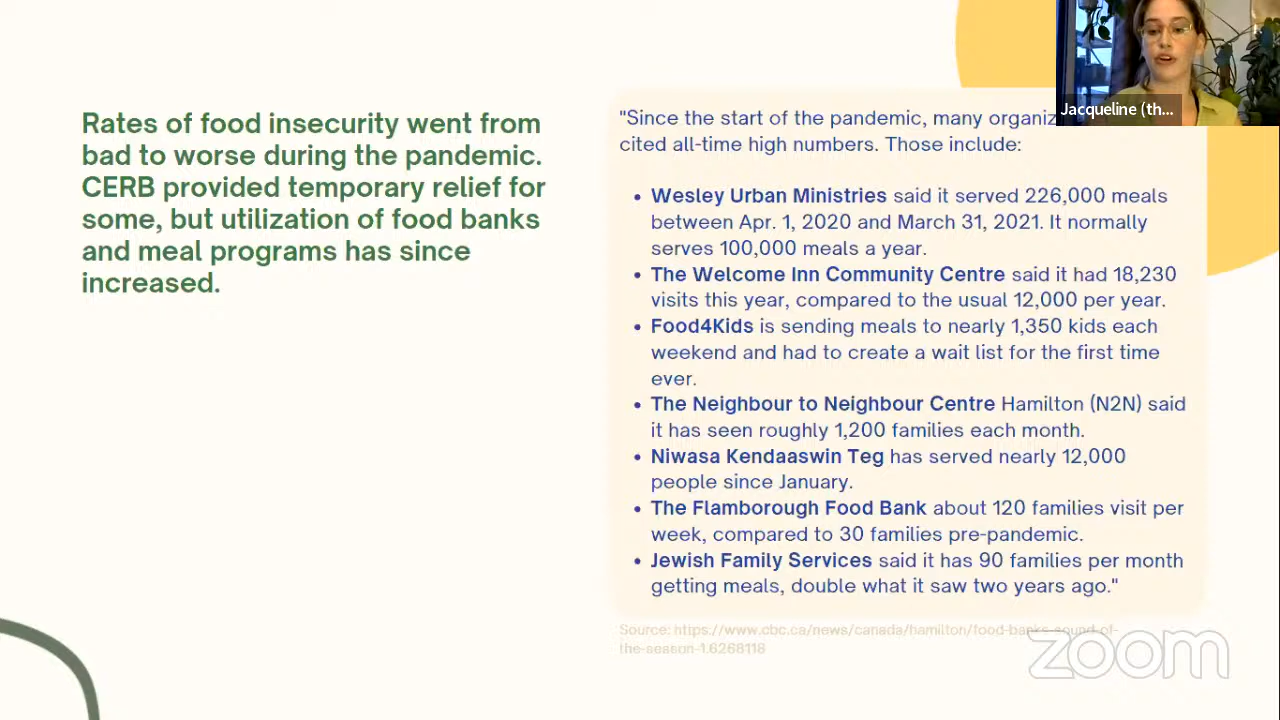 Rates of food insecurity went from
bad to worse during the pandemic.
CERB provided temporary relief for
some, but utilization of food banks
and meal programs has since
increased.
"Since the start of the pandemic, many
cited all-time high numbers. Those include:
• Wesley Urban Ministries said it served 226,000 meals
between Apr. 1, 2020 and March 31, 2021. It normally
serves 100,000 meals a year.
• The Welcome Inn Community Centre said it had 18,230
visits this year, compared to the usual 12,000 per year.
• Food4Kids is sending meals to nearly 1,350 kids each
weekend and had to create a wait list for the first time
ever.
• The Neighbour to Neighbour Centre Hamilton (N2N) said
it has seen roughly 1,200 families each month.
• Niwasa Kendaaswin Teg has served nearly 12,000
people since January.
• The Flamborough Food Bank about 120 families visit per
week, compared to 30 families pre-pandemic.
• Jewish Family Services said it has 90 families per month
getting meals, double what it saw two years ago."
Source: https://www.cbc.ca/news/canada/hamilton/food-banks-sound-of-
the-season-1.6268118
Jacqueline (th...
zoom